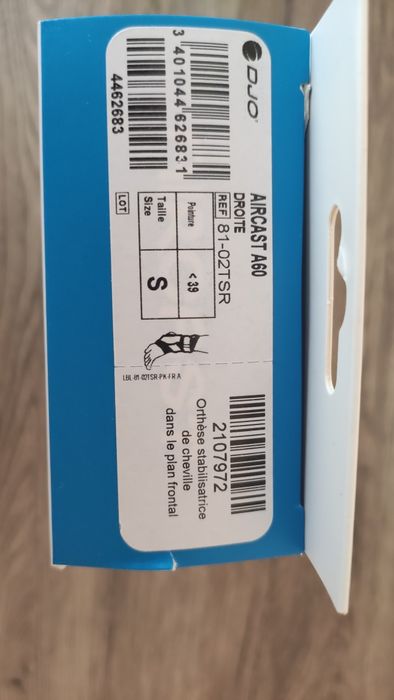 DJO®
3 401044 626831
4462683
AIRCAST A60
DROITE
REF 81-02TSR
Pointure < 39
Taille
Size S
LOT
LBL-81-02TSR-PK-FR A
2107972
Orthèse stabilisatrice
de cheville
dans le plan frontal